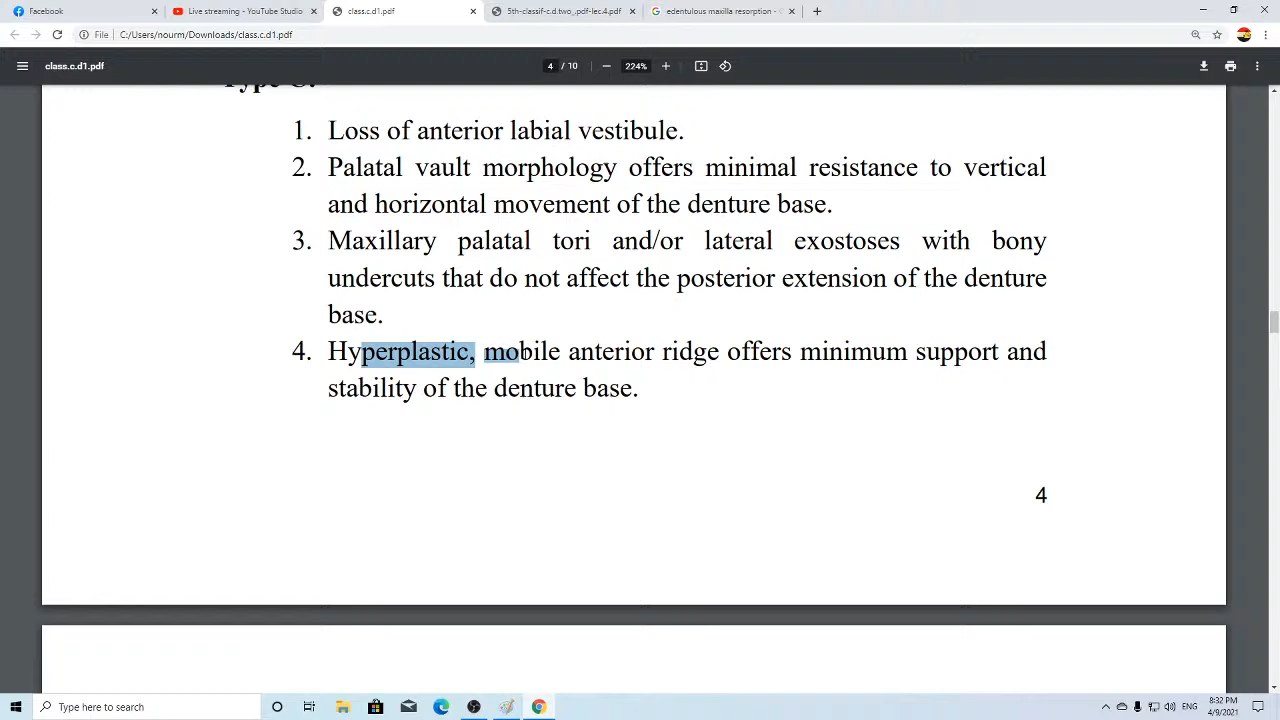 Facebook
Live streaming - YouTube Studio
class.c.d1.pdf
5th-classif-c.d.two_.pdf-lec.4.pdf
edentulous maxilla resorption -
File
C:/Users/nourm/Downloads/class.c.d1.pdf
class.c.d1.pdf
4 / 10
224%
1. Loss of anterior labial vestibule.
2. Palatal vault morphology offers minimal resistance to vertical
and horizontal movement of the denture base.
3. Maxillary palatal tori and/or lateral exostoses with bony
undercuts that do not affect the posterior extension of the denture
base.
4. Hyperplastic, mobile anterior ridge offers minimum support and
stability of the denture base.
4
Type here to search
ENG
8:32 PM
4/9/2021